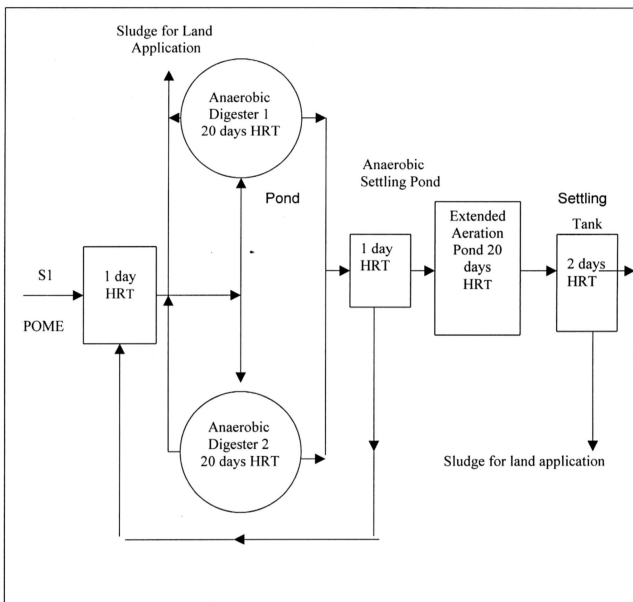 Sludge for Land
Application
Anaerobic
Digester 1
20 days HRT
Pond
Anaerobic
Settling Pond
Settling
Tank
Extended
Aeration
Pond 20
days
HRT
S1
POME
1 day
HRT
1 day
HRT
2 days
HRT
Anaerobic
Digester 2
20 days HRT
Sludge for land application